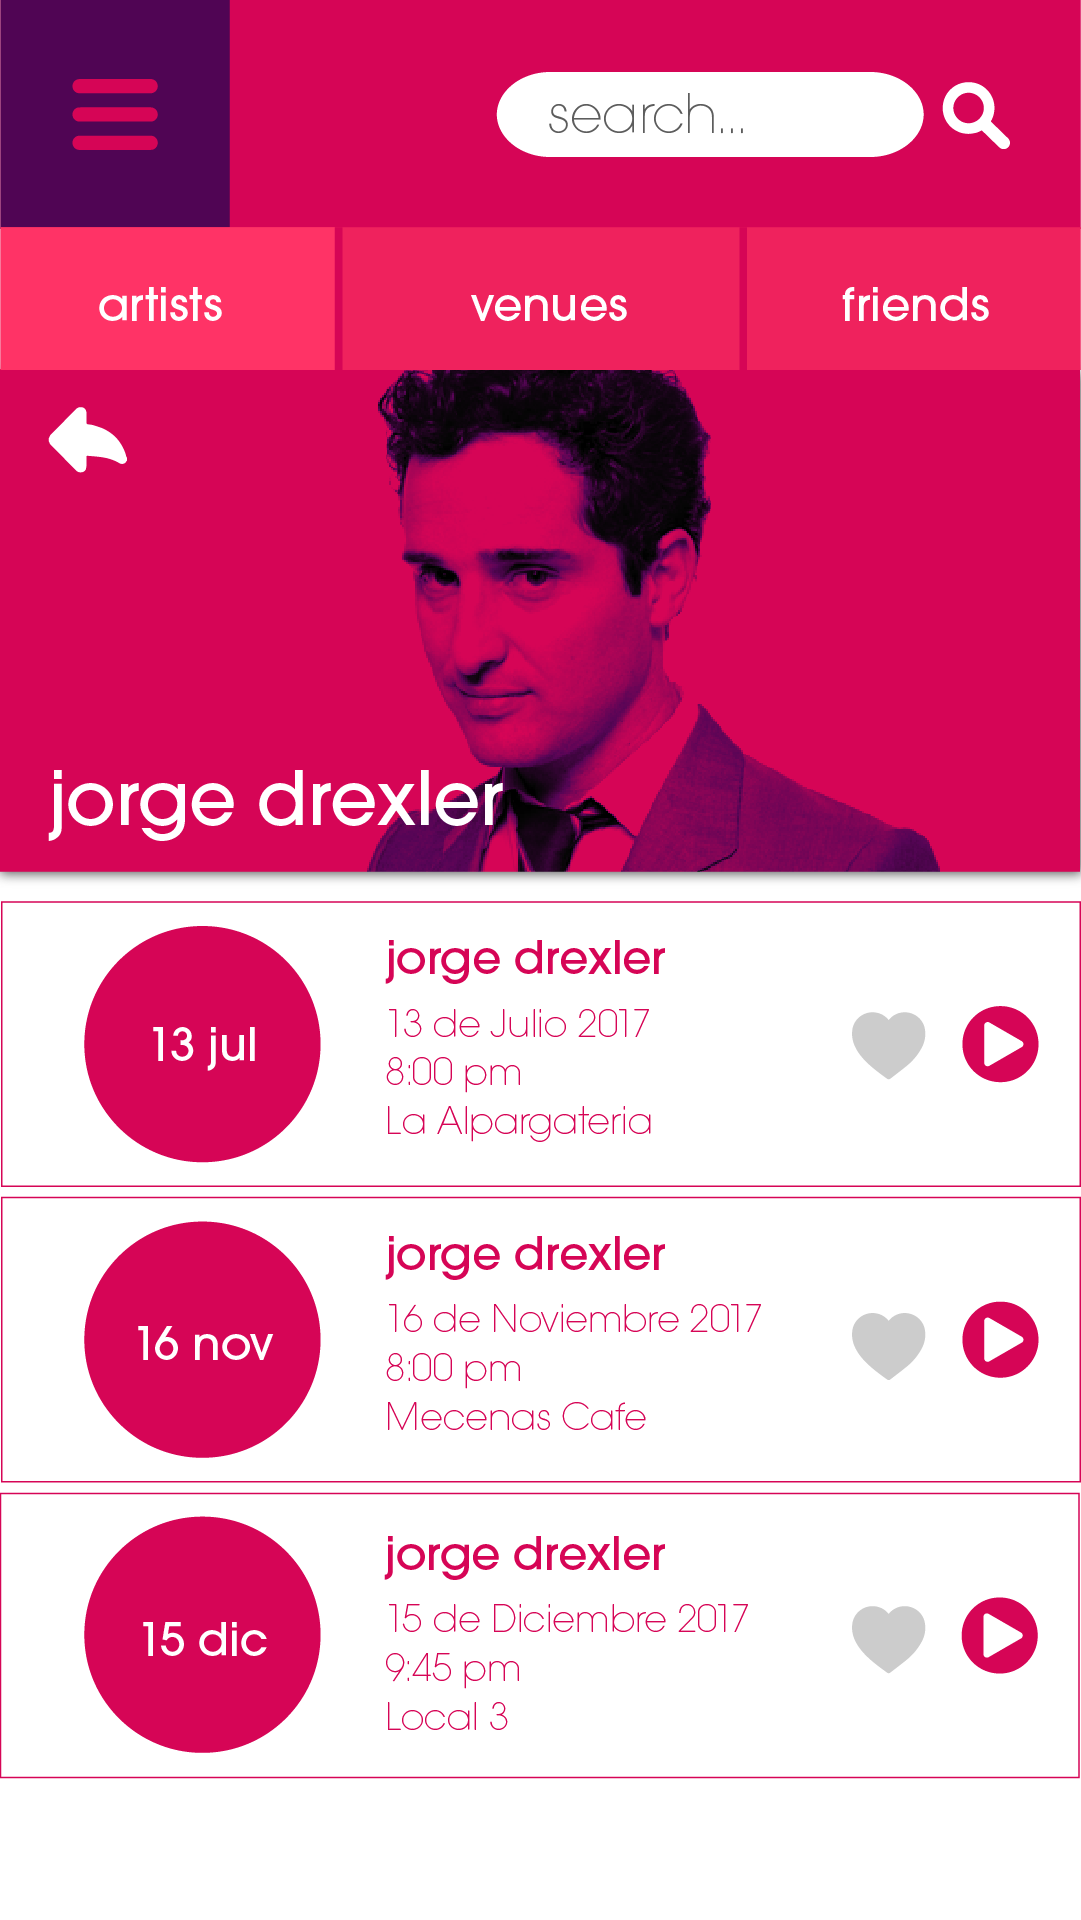 search...
artists
venues
friends
jorge drexler
13 jul
jorge drexler
13 de Julio 2017
8:00 pm
La Alpargateria
16 nov
jorge drexler
16 de Noviembre 2017
8:00 pm
Mecenas Cafe
15 dic
jorge drexler
15 de Diciembre 2017
9:45 pm
Local 3